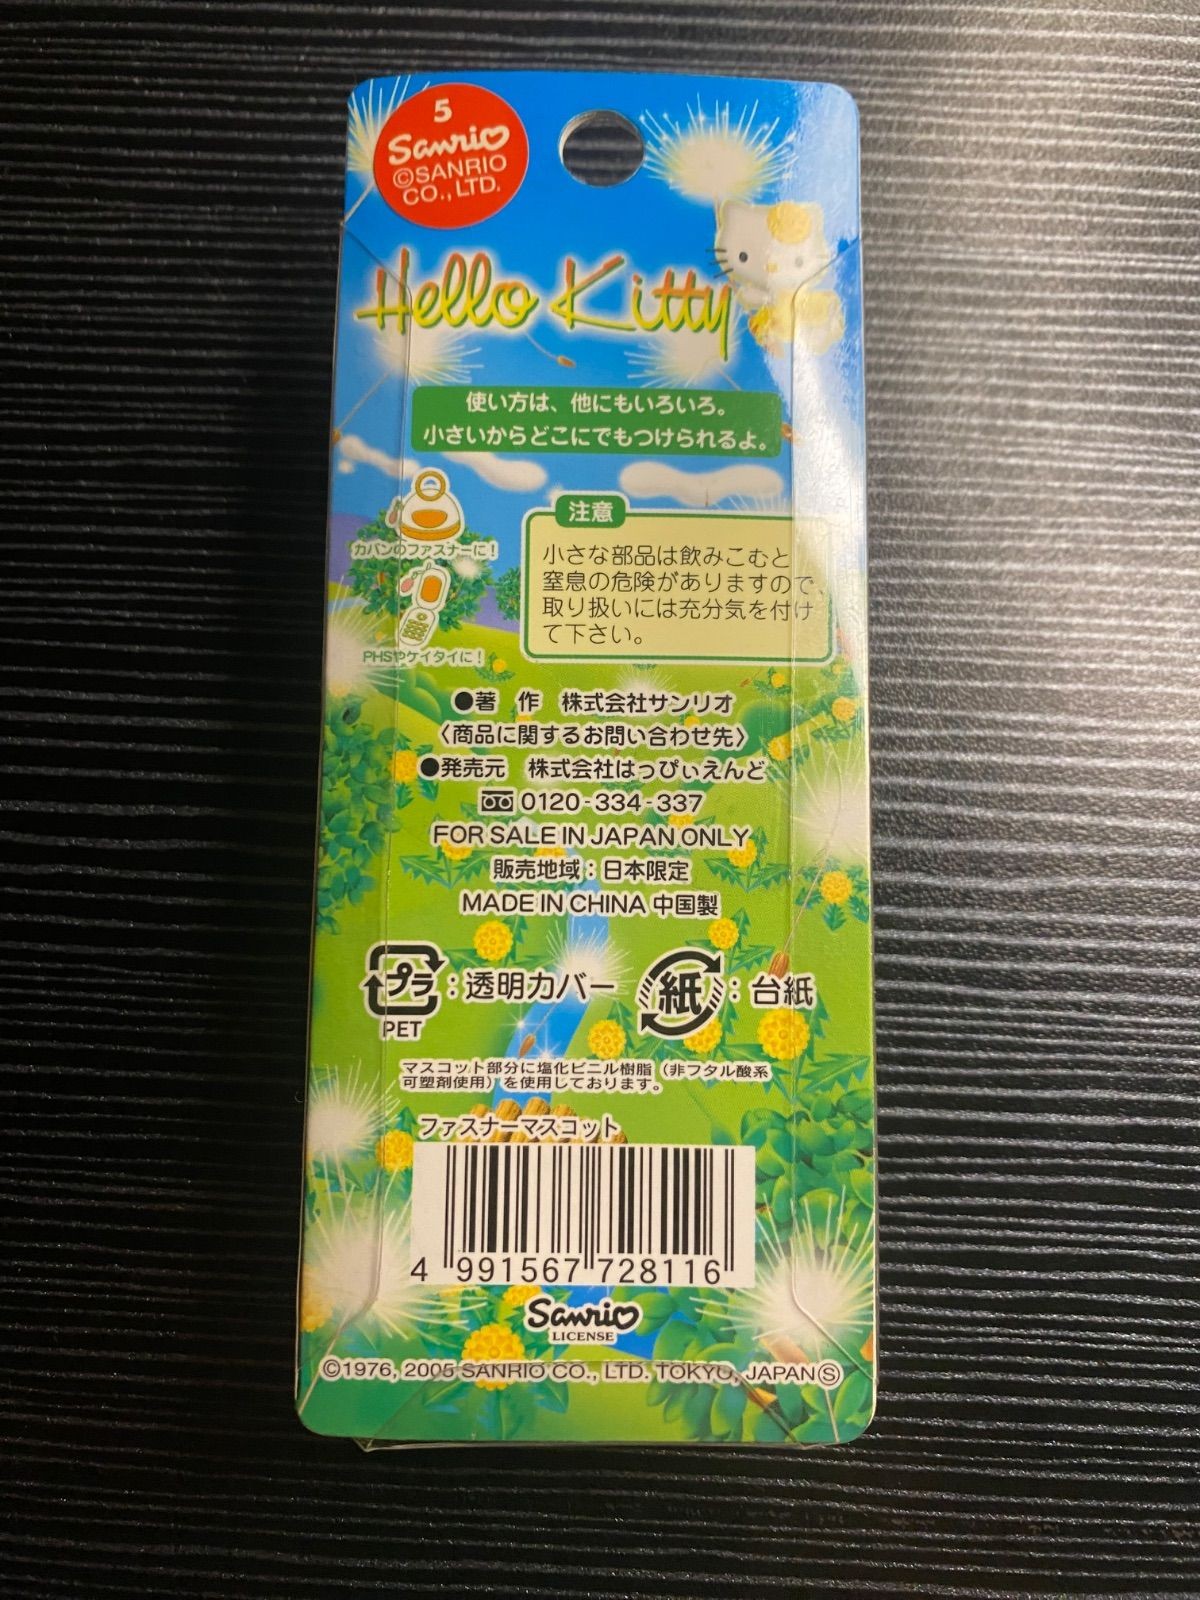 5
Sanrio
©SANRIO
CO., LTD.
Hello Kitty
使い方は、他にもいろいろ。
小さいからどこにでもつけられるよ。
カバンのファスナーに!
PHSやケイタイに!
注意
小さな部品は飲みこむと
窒息の危険がありますので、
取り扱いには充分気を付け
て下さい。
●著 作 株式会社サンリオ
〈商品に関するお問い合わせ先〉
●発売元 株式会社はっぴぃえんど
0120-334-337
FOR SALE IN JAPAN ONLY
販売地域:日本限定
MADE IN CHINA 中国製
プラ:透明カバー 紙:台紙
PET
マスコット部分に塩化ビニル樹脂(非フタル酸系
可塑剤使用)を使用しております。
ファスナーマスコット
4 991567 728116
Sanrio
LICENSE
©1976, 2005 SANRIO CO., LTD. TOKYO, JAPAN Ⓢ